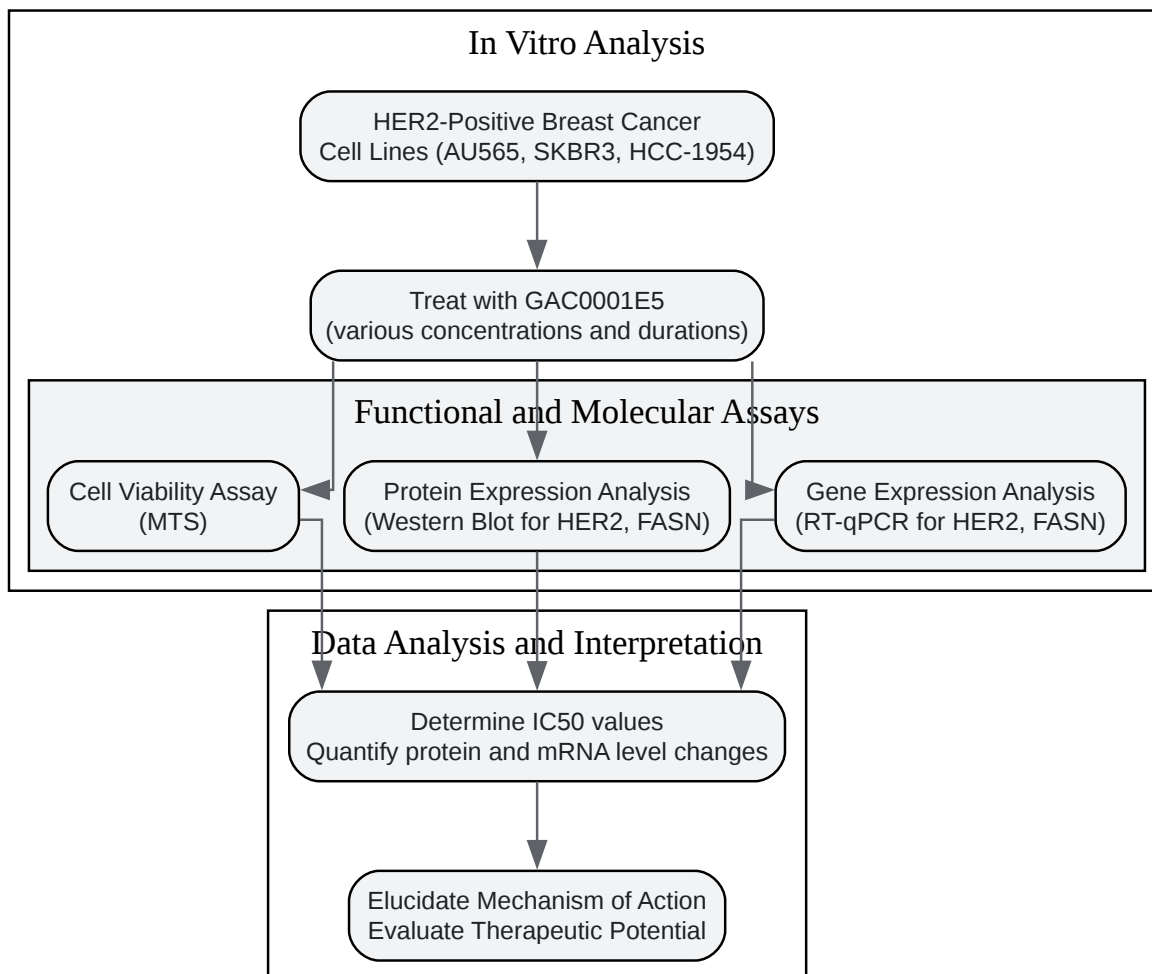 In Vitro Analysis
HER2-Positive Breast Cancer
Cell Lines (AU565, SKBR3, HCC-1954)
Treat with GAC0001E5
(various concentrations and durations)
Functional and Molecular Assays
Cell Viability Assay
(MTS)
Protein Expression Analysis
(Western Blot for HER2, FASN)
Gene Expression Analysis
(RT-qPCR for HER2, FASN)
Data Analysis and Interpretation
Determine IC50 values
Quantify protein and mRNA level changes
Elucidate Mechanism of Action
Evaluate Therapeutic Potential